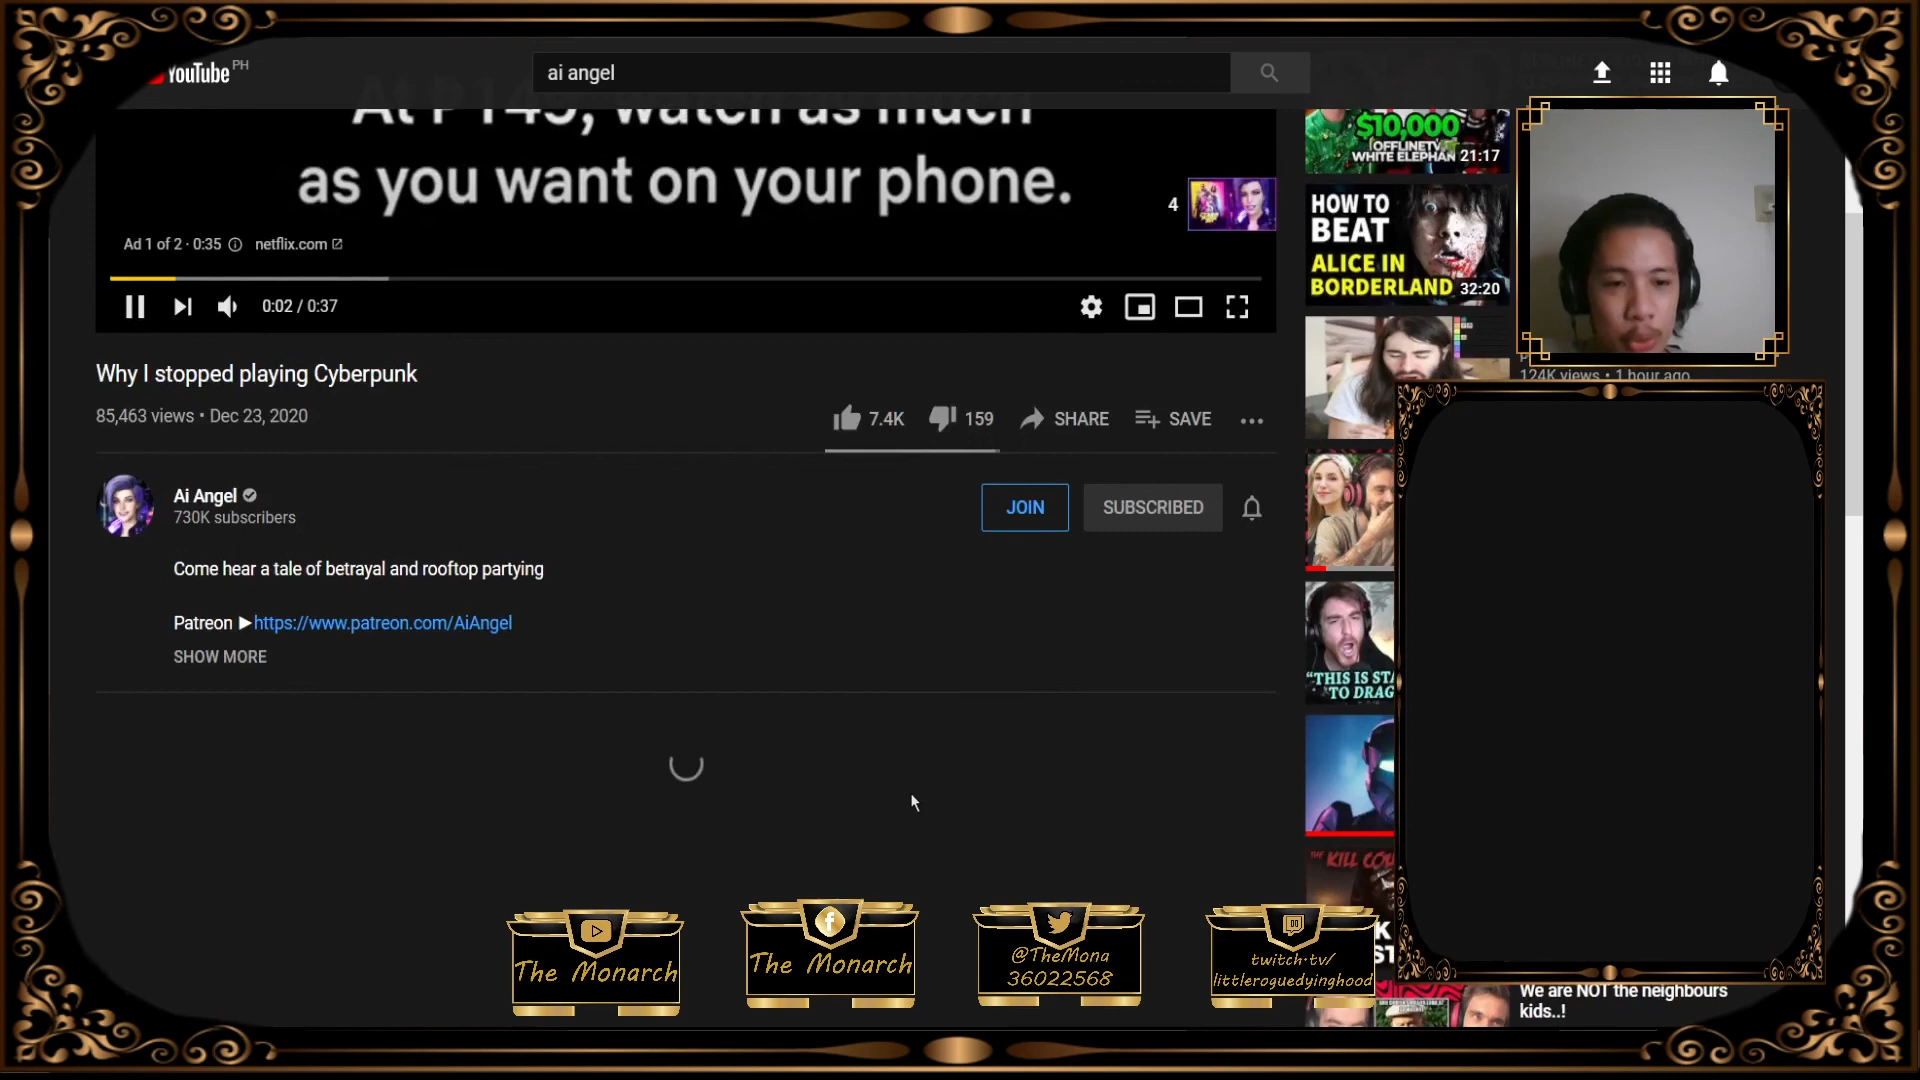 YouTube PH
ai angel
At ₱149, watch as much
as you want on your phone.
4
Ad 1 of 2 · 0:35
netflix.com
0:02 / 0:37
Why I stopped playing Cyberpunk
85,463 views • Dec 23, 2020
7.4K
159
SHARE
SAVE
Ai Angel
730K subscribers
JOIN
SUBSCRIBED
Come hear a tale of betrayal and rooftop partying
Patreon ►https://www.patreon.com/AiAngel
SHOW MORE
$10,000
OFFLINETV
WHITE ELEPHAN
21:17
HOW TO
BEAT
ALICE IN
BORDERLAND
32:20
124K views • 1 hour ago
"THIS IS STA
TO DRAG
THE KILL COU
We are NOT the neighbours
kids..!
The Monarch
The Monarch
@TheMona
36022568
twitch.tv/
littleroguedyinghood